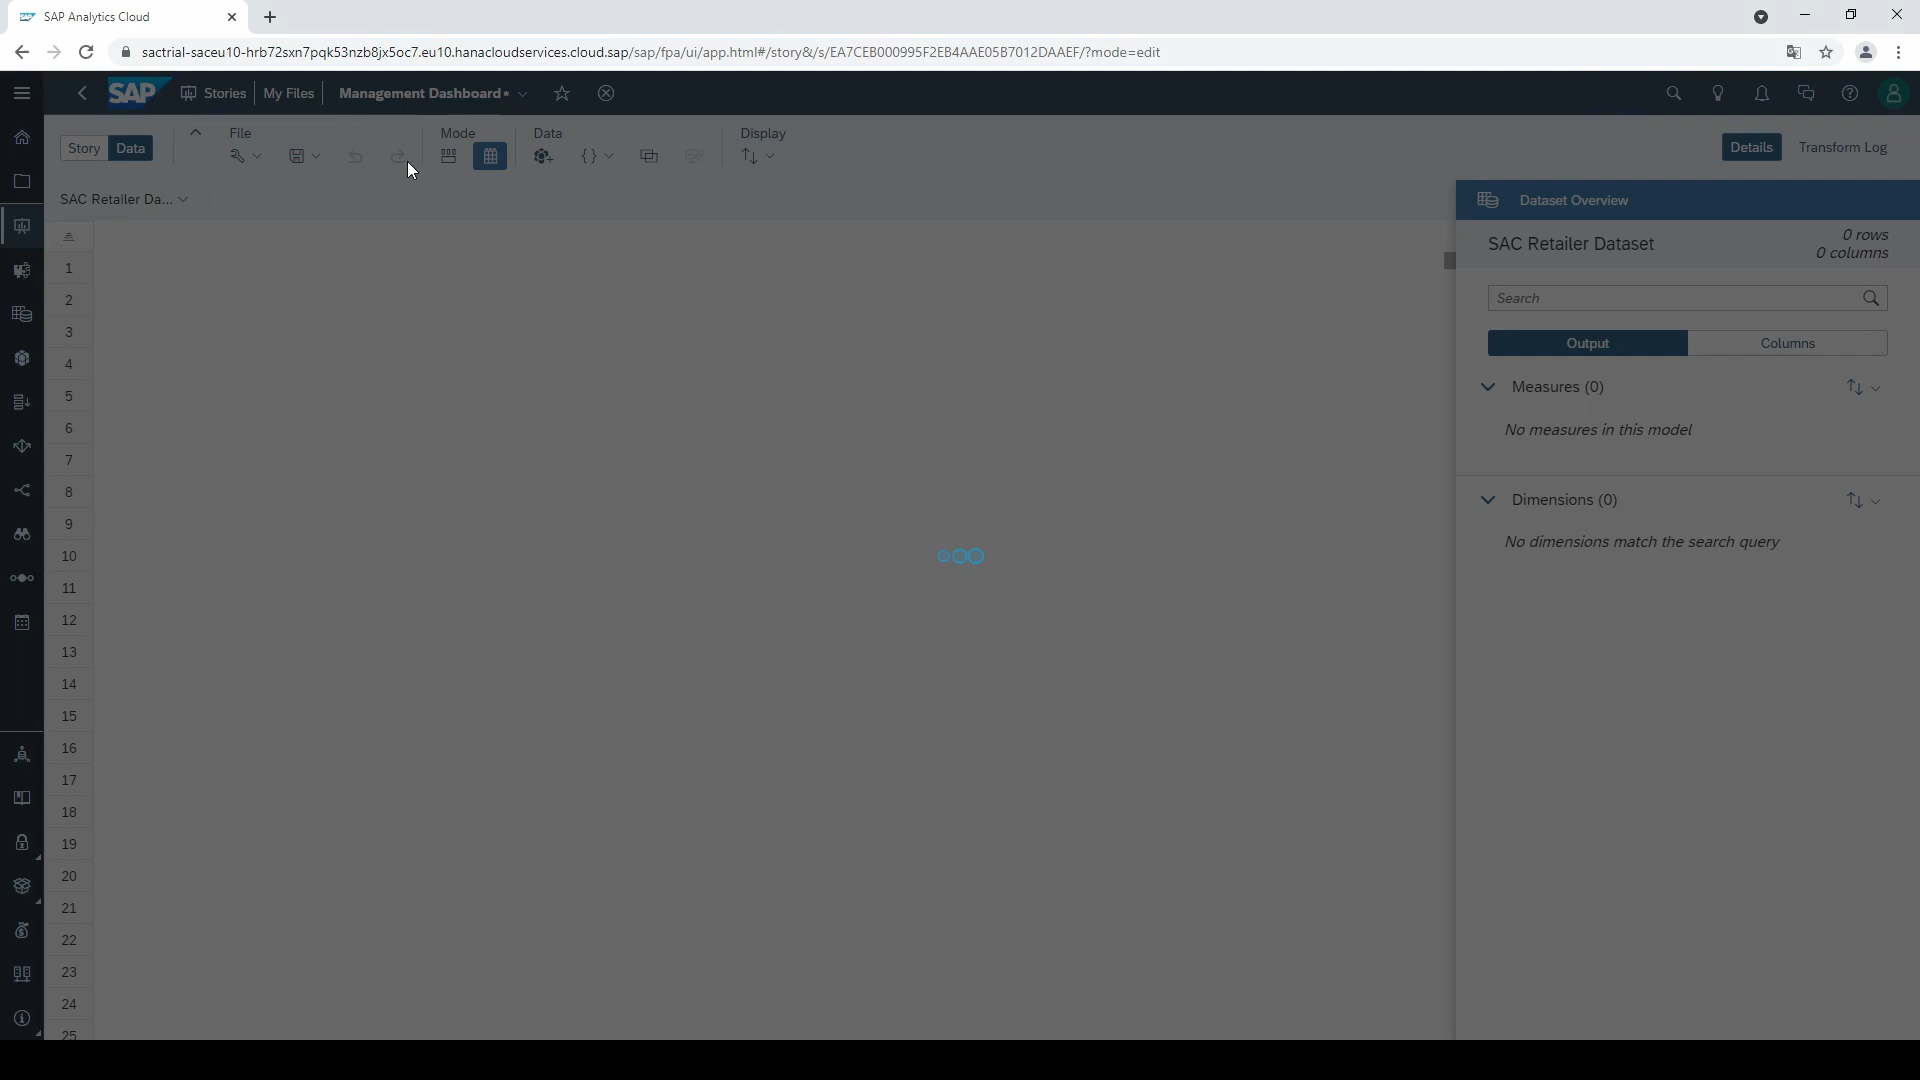 SAP Analytics Cloud
sactrial-saceu10-hrb72sxn7pqk53nzb8jx5oc7.eu10.hanacloudservices.cloud.sap/sap/fpa/ui/app.html#/story&/s/EA7CEB000995F2EB4AAE05B7012DAAEF/?mode=edit
SAP Stories My Files Management Dashboard*
Story Data File Mode Data Display Details Transform Log
SAC Retailer Da...
Dataset Overview
SAC Retailer Dataset
0 rows
0 columns
Search
Output Columns
Measures (0)
No measures in this model
Dimensions (0)
No dimensions match the search query
1
2
3
4
5
6
7
8
9
10
11
12
13
14
15
16
17
18
19
20
21
22
23
24
25